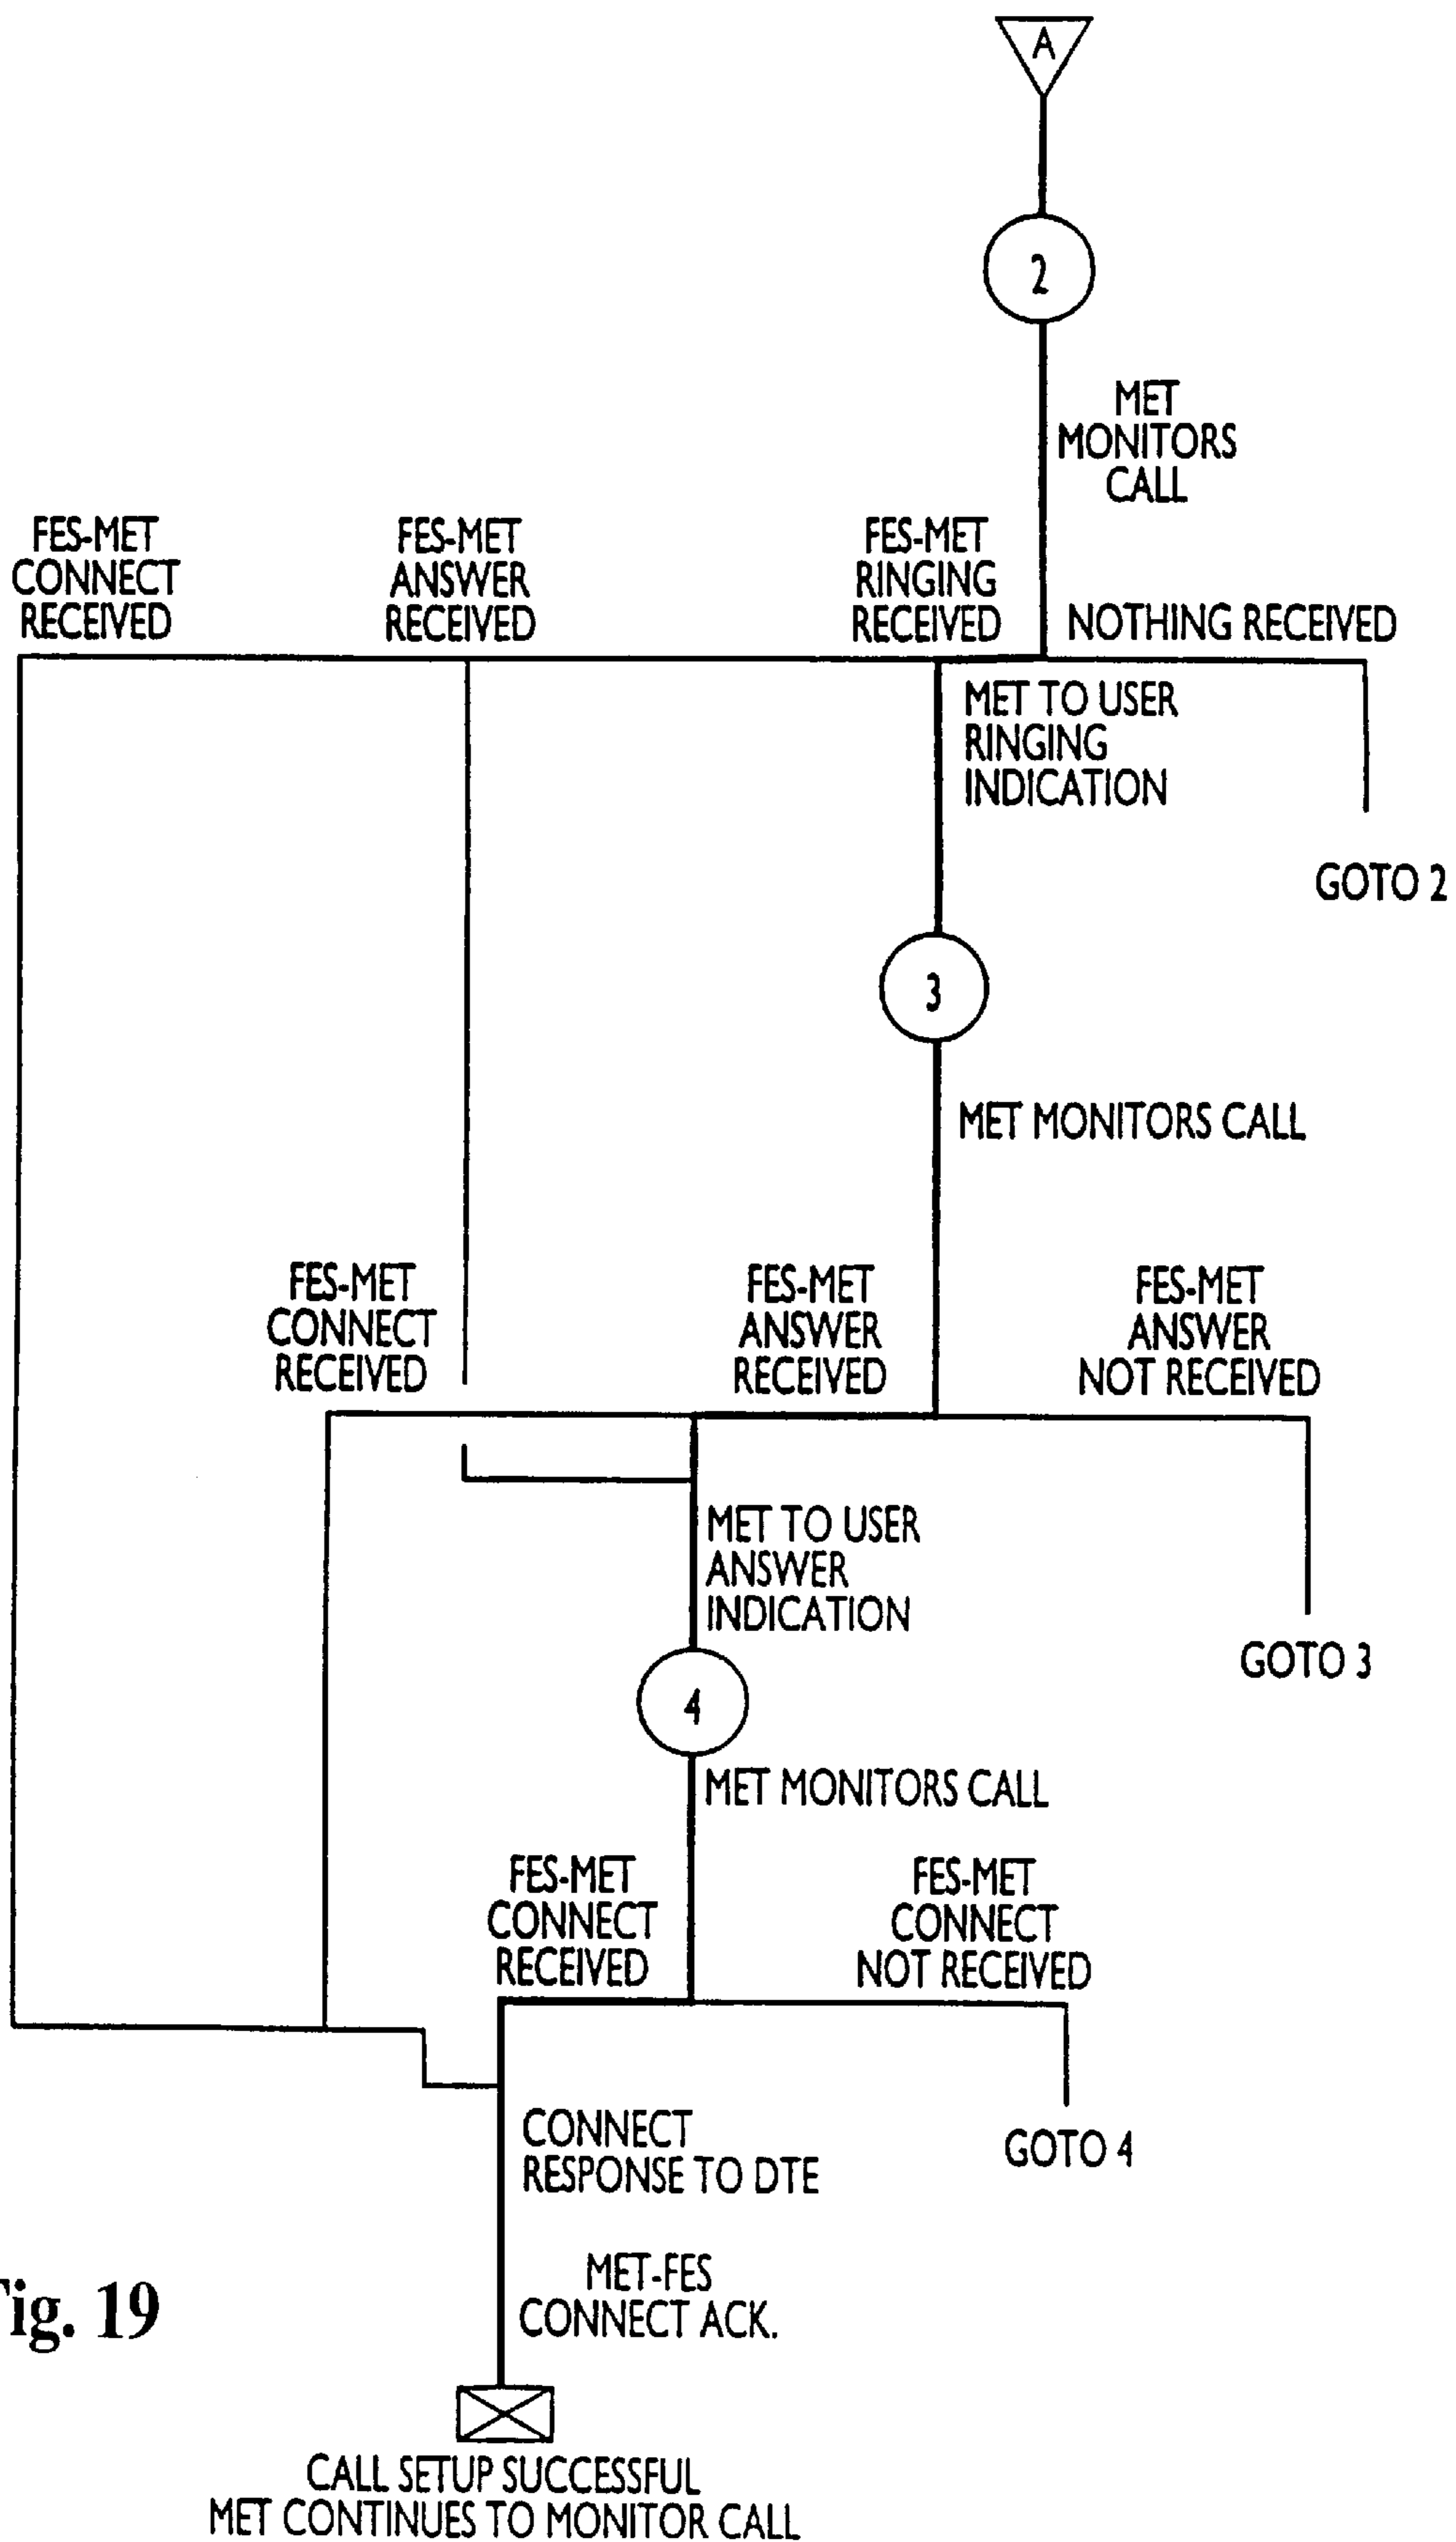 A
2
MET
MONITORS
CALL
FES-MET
CONNECT
RECEIVED
FES-MET
ANSWER
RECEIVED
FES-MET
RINGING
RECEIVED
NOTHING RECEIVED
MET TO USER
RINGING
INDICATION
GOTO 2
3
MET MONITORS CALL
FES-MET
CONNECT
RECEIVED
FES-MET
ANSWER
RECEIVED
FES-MET
ANSWER
NOT RECEIVED
MET TO USER
ANSWER
INDICATION
GOTO 3
4
MET MONITORS CALL
FES-MET
CONNECT
RECEIVED
FES-MET
CONNECT
NOT RECEIVED
CONNECT
RESPONSE TO DTE
GOTO 4
MET-FES
CONNECT ACK.
ig. 19
CALL SETUP SUCCESSFUL
MET CONTINUES TO MONITOR CALL